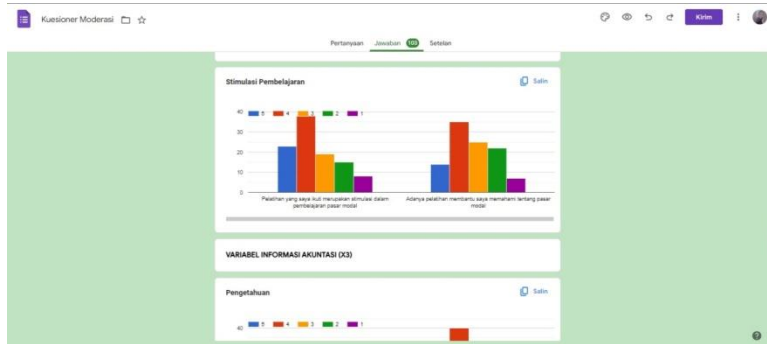 Kuesioner Moderasi
Kirim
Pertanyaan Jawaban 103 Setelan
Stimulasi Pembelajaran
Salin
40
5 4 3 2 1
30
20
10
0
Pelatihan yang saya ikuti merupakan stimulasi dalam
pembelajaran pasar modal
Adanya pelatihan membantu saya memahami tentang pasar
modal
VARIABEL INFORMASI AKUNTASI (X3)
Pengetahuan
Salin
40
5 4 3 2 1